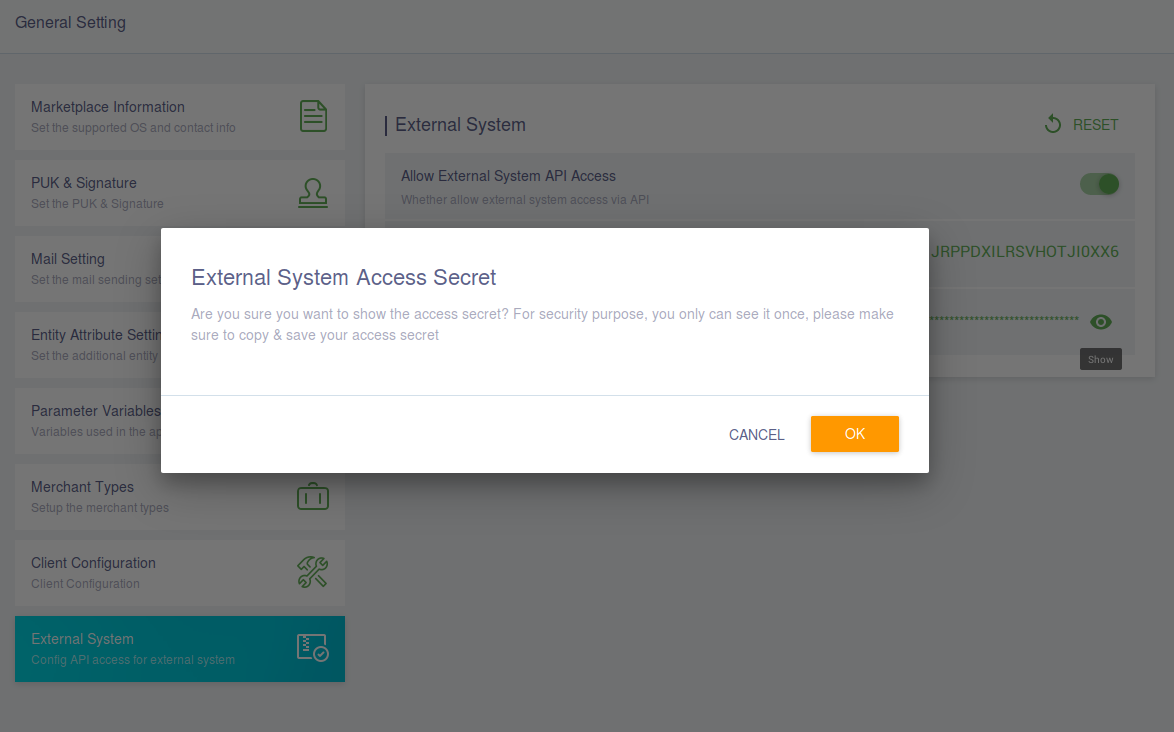 General Setting
Marketplace Information
Set the supported OS and contact info
PUK & Signature
Set the PUK & Signature
Mail Setting
Set the mail sending
Entity Attribute
Set the additional entity
Parameter Variables
Variables used in the
Merchant Types
Setup the merchant types
Client Configuration
Client Configuration
External System
Config API access for external system
External System
RESET
Allow External System API Access
Whether allow external system access via API
JRPPDXILRSVHOTJI0XX6
Show
External System Access Secret
Are you sure you want to show the access secret? For security purpose, you only can see it once, please make
sure to copy & save your access secret
CANCEL
OK